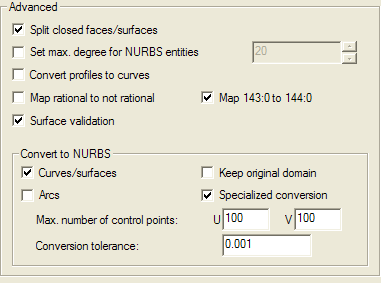 Advanced
Split closed faces/surfaces
Set max. degree for NURBS entities 20
Convert profiles to curves
Map rational to not rational Map 143:0 to 144:0
Surface validation
Convert to NURBS
Curves/surfaces Keep original domain
Arcs Specialized conversion
Max. number of control points: U 100 V 100
Conversion tolerance: 0.001